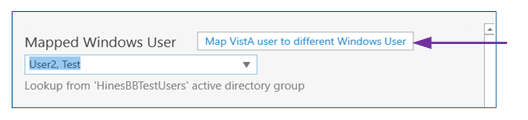 Mapped Windows User Map VistA user to different Windows User
User2, Test
Lookup from 'HinesBBTestUsers' active directory group